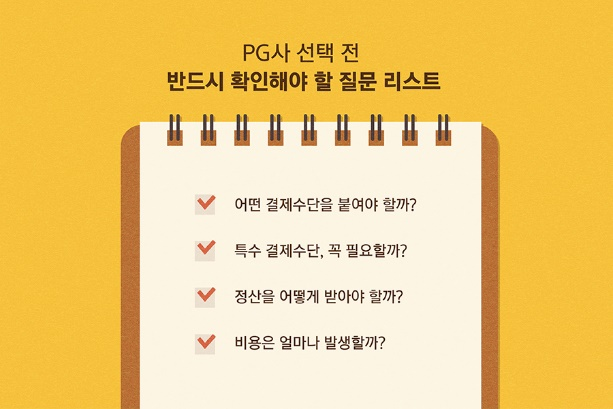 PG사 선택 전
반드시 확인해야 할 질문 리스트
어떤 결제수단을 붙여야 할까?
특수 결제수단, 꼭 필요할까?
정산을 어떻게 받아야 할까?
비용은 얼마나 발생할까?